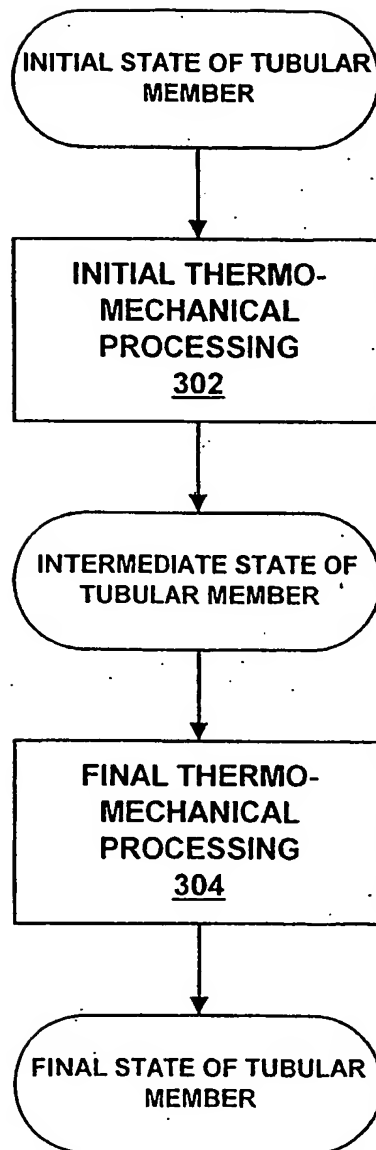 INITIAL STATE OF TUBULAR
MEMBER
INITIAL THERMO-
MECHANICAL
PROCESSING
302
INTERMEDIATE STATE OF
TUBULAR MEMBER
FINAL THERMO-
MECHANICAL
PROCESSING
304
FINAL STATE OF TUBULAR
MEMBER